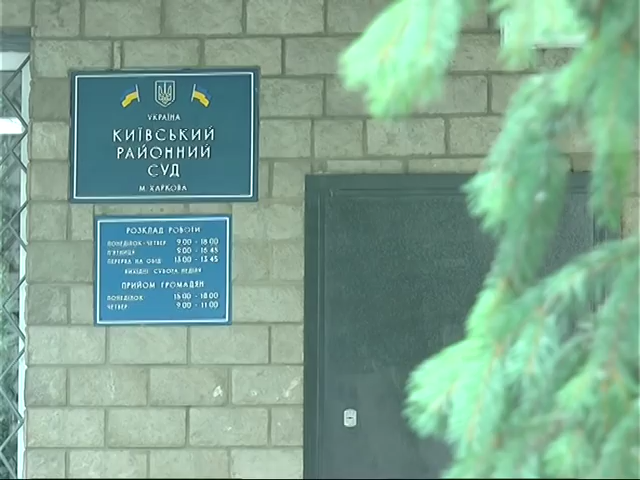 УКРАЇНА
КИЇВСЬКИЙ
РАЙОННИЙ
СУД
М. ХАРКОВА
РОЗКЛАД РОБОТИ
ПОНЕДІЛОК-ЧЕТВЕР 9.00 - 18.00
П'ЯТНИЦЯ 9.00 - 16.45
ПЕРЕРВА НА ОБІД: 13.00 - 13.45
ВИХІДНІ: СУБОТА, НЕДІЛЯ
ПРИЙОМ ГРОМАДЯН
ПОНЕДІЛОК: 15.00 - 18.00
ЧЕТВЕР: 9.00 - 11.00